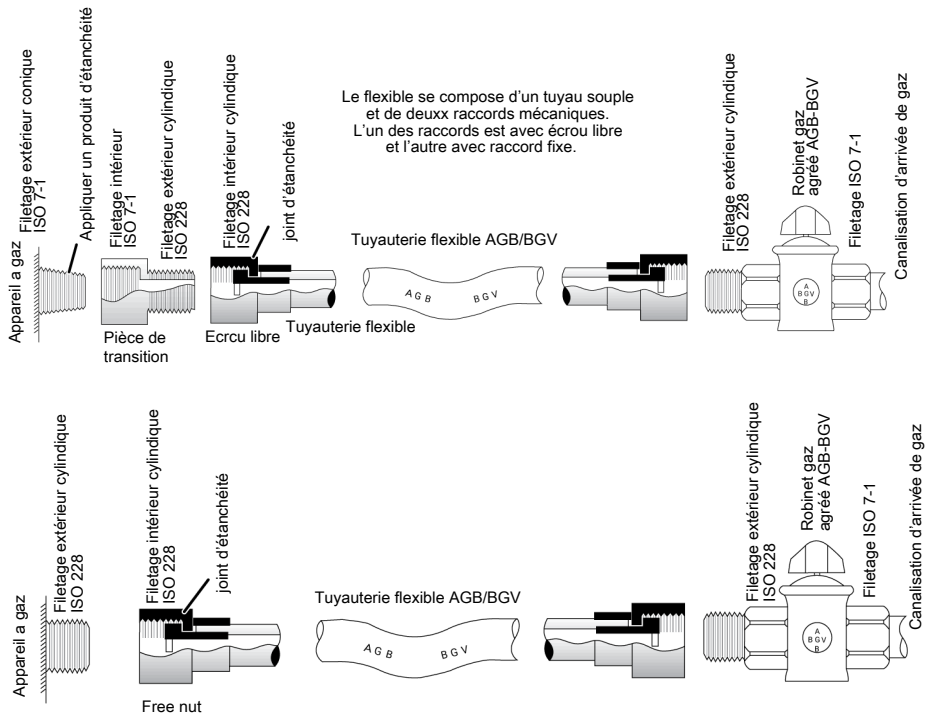 Appareil a gaz
Filetage extérieur conique
ISO 7-1
Appliquer un produit d'étanchéité
Filetage intérieur
ISO 7-1
Filetage extérieur cylindrique
ISO 228
Filetage intérieur cylindrique
ISO 228
joint d'étanchéité
Le flexible se compose d'un tuyau souple
et de deuxx raccords mécaniques.
L'un des raccords est avec écrou libre
et l'autre avec raccord fixe.
Tuyauterie flexible AGB/BGV
AGB BGV
Filetage extérieur cylindrique
ISO 228
Robinet gaz
agréé AGB-BGV
Filetage ISO 7-1
Canalisation d'arrivée de gaz
A
BGV
B
Pièce de
transition
Ecrcu libre
Tuyauterie flexible
Appareil a gaz
Filetage extérieur cylindrique
ISO 228
Filetage intérieur cylindrique
ISO 228
joint d'étanchéité
Tuyauterie flexible AGB/BGV
AGB BGV
Filetage extérieur cylindrique
ISO 228
Robinet gaz
agréé AGB-BGV
Filetage ISO 7-1
Canalisation d'arrivée de gaz
A
BGV
B
Free nut